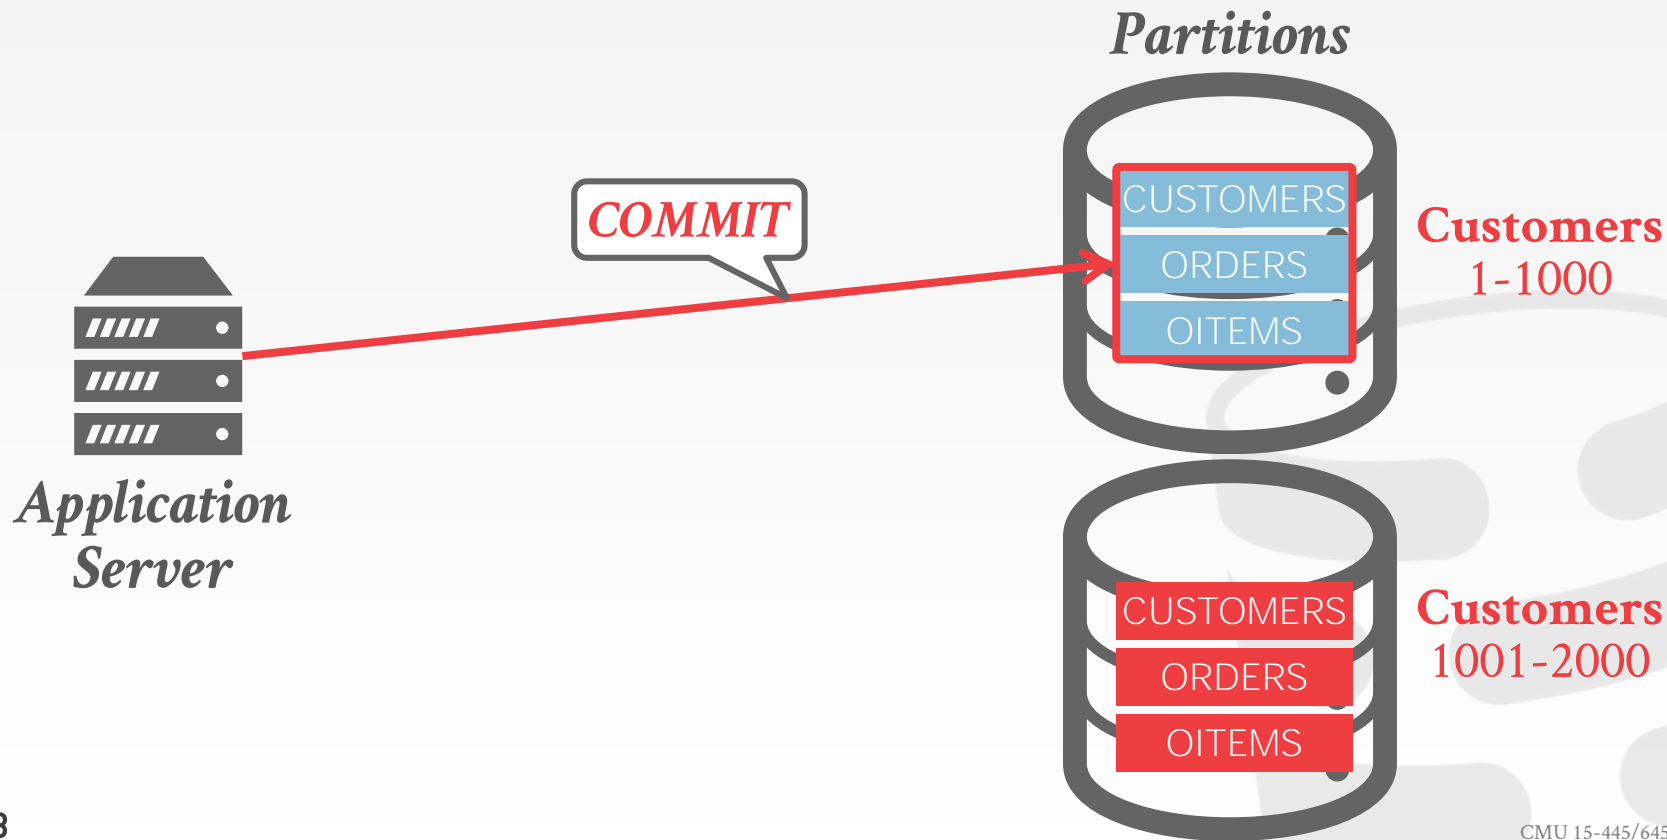 Partitions
COMMIT
CUSTOMERS
ORDERS
OITEMS
Customers
1-1000
Application
Server
CUSTOMERS
ORDERS
OITEMS
Customers
1001-2000
CMU 15-445/645